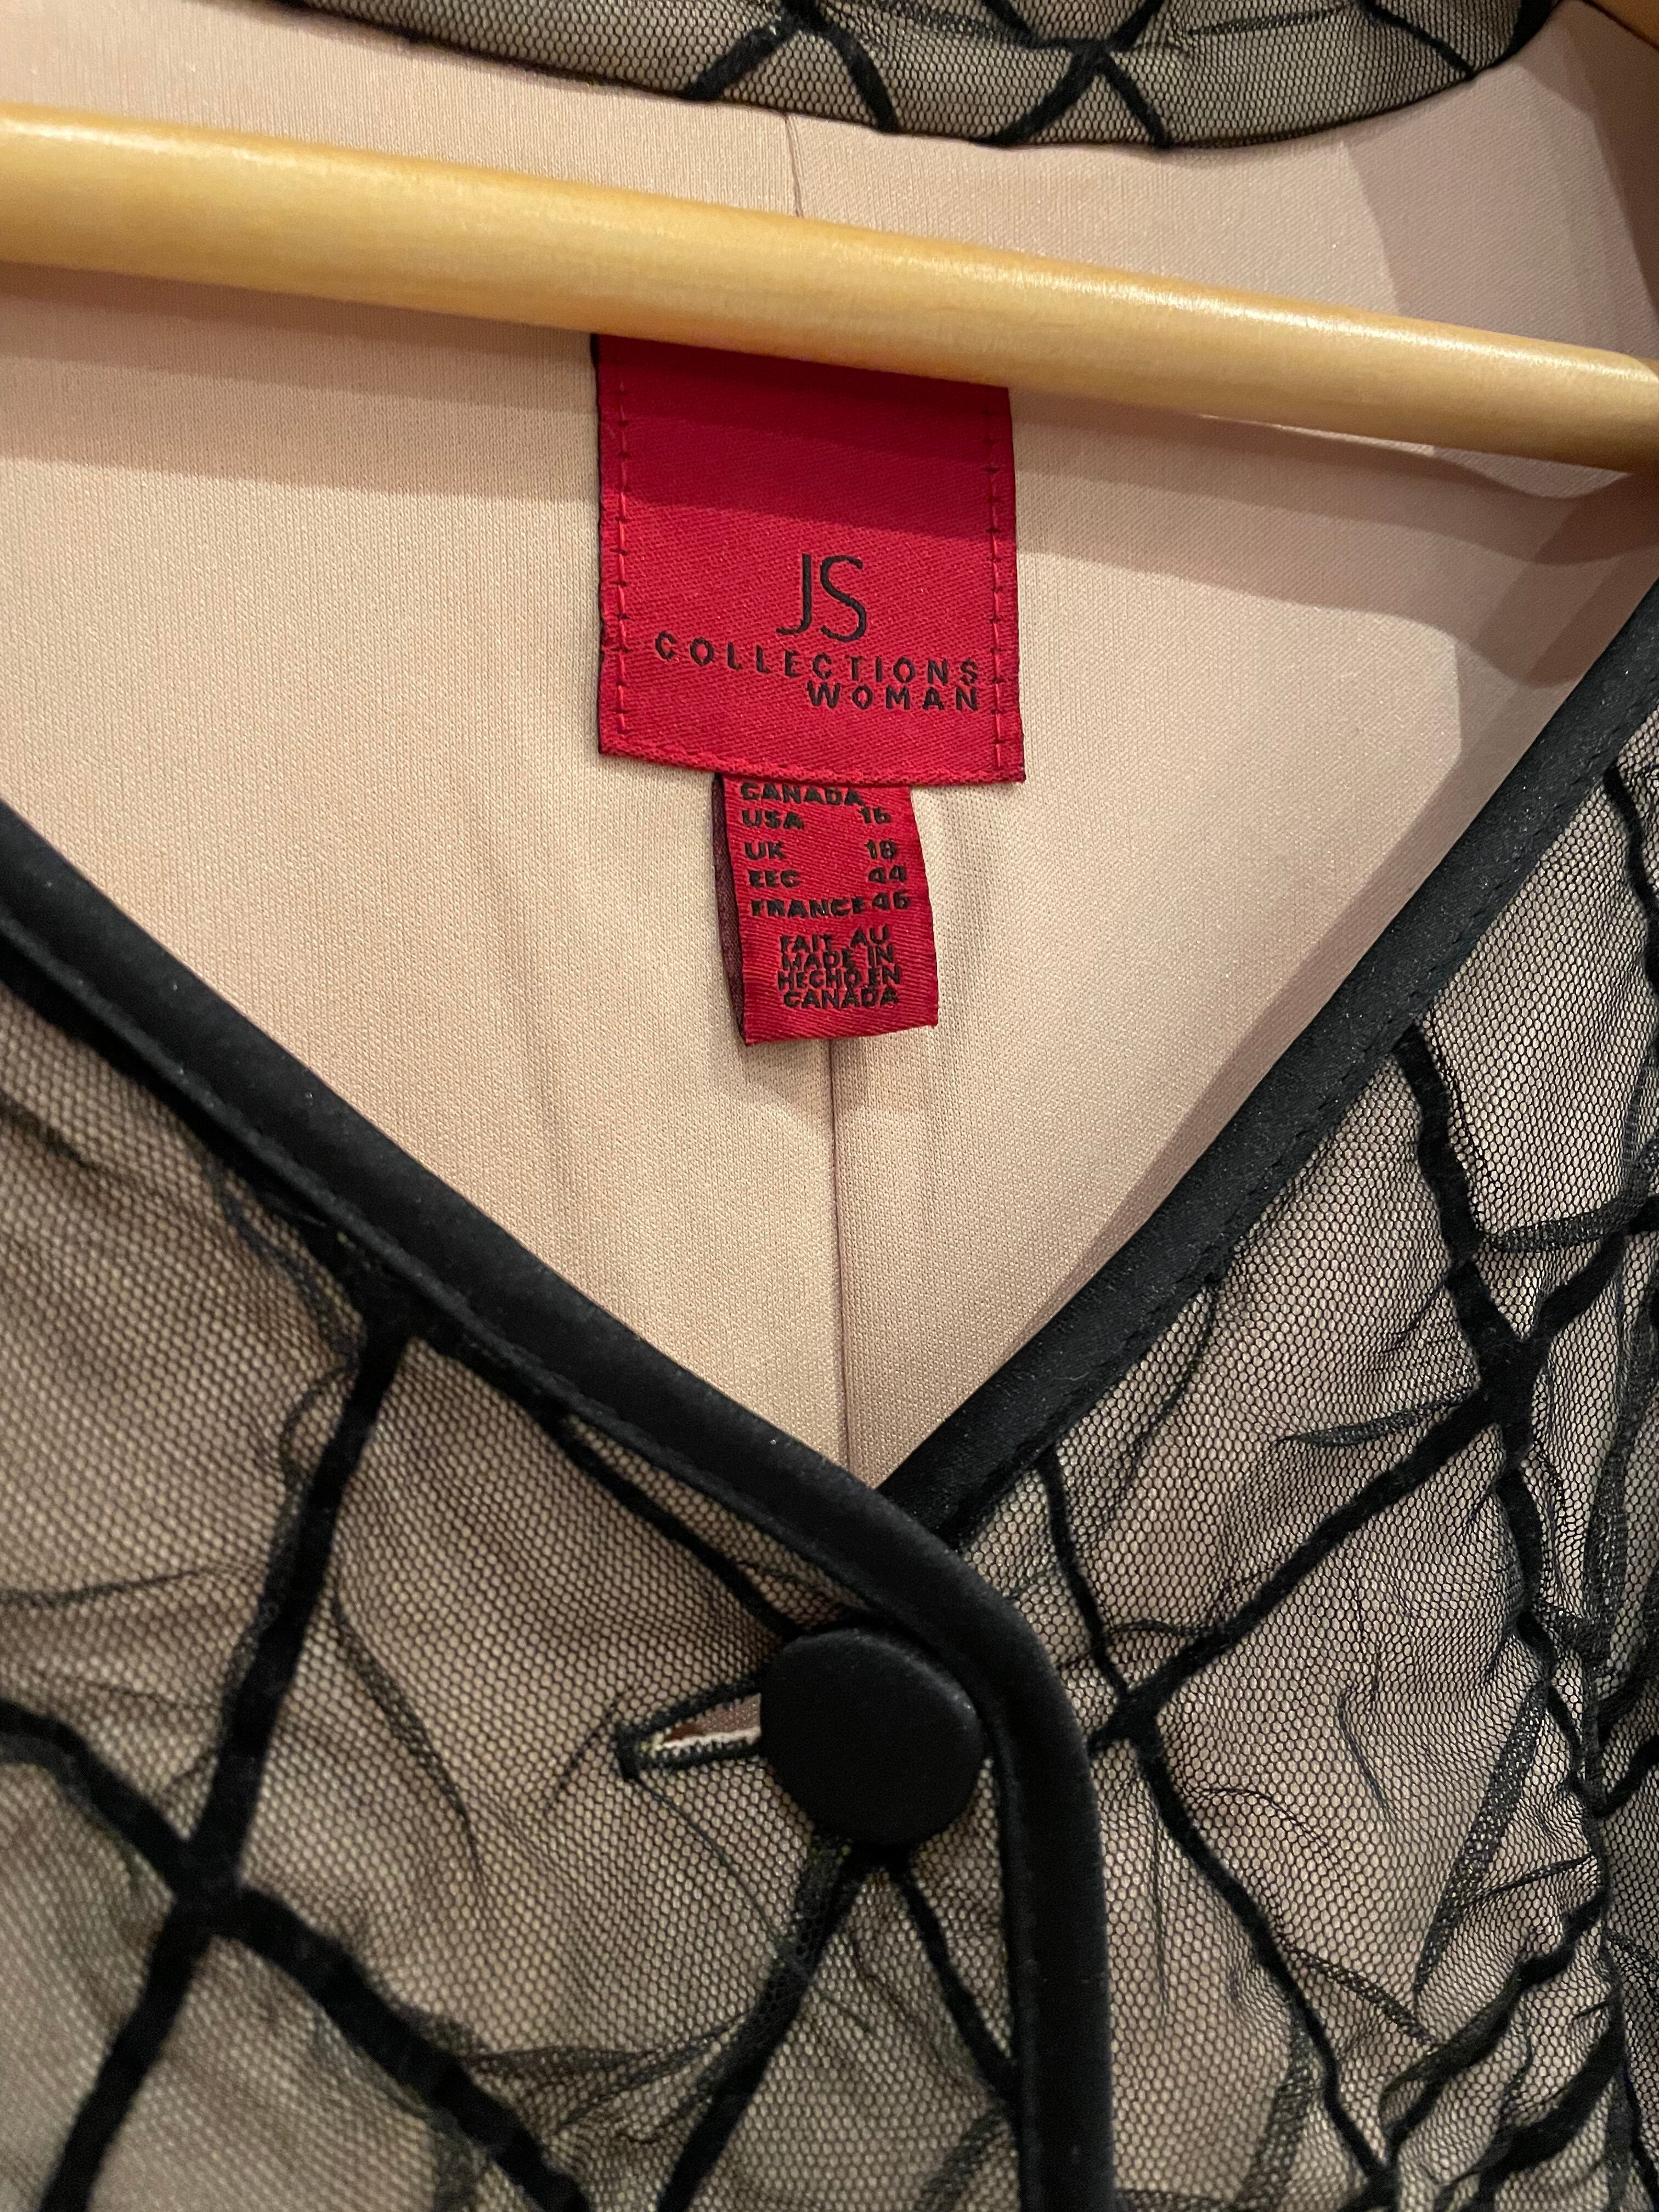 JS
COLLECTIONS
WOMAN
CANADA
USA 16
UK 18
EEC 44
FRANCE 46
FAIT AU
MADE IN
HECHO EN
CANADA